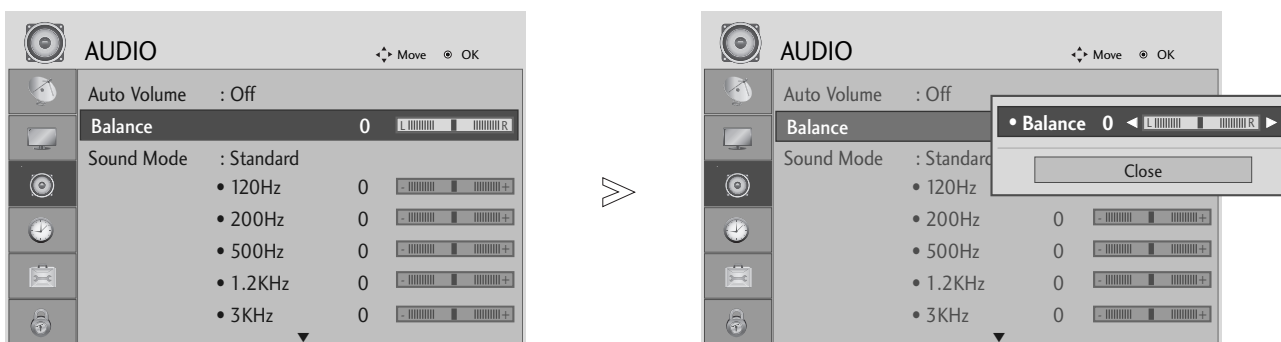 AUDIO Move OK
Auto Volume : Off
Balance 0 L R
Sound Mode : Standard
• 120Hz 0 - +
• 200Hz 0 - +
• 500Hz 0 - +
• 1.2KHz 0 - +
• 3KHz 0 - +
AUDIO Move OK
Auto Volume : Off
Balance
• Balance 0 L R
Close
Sound Mode : Standard
• 120Hz
• 200Hz 0 - +
• 500Hz 0 - +
• 1.2KHz 0 - +
• 3KHz 0 - +